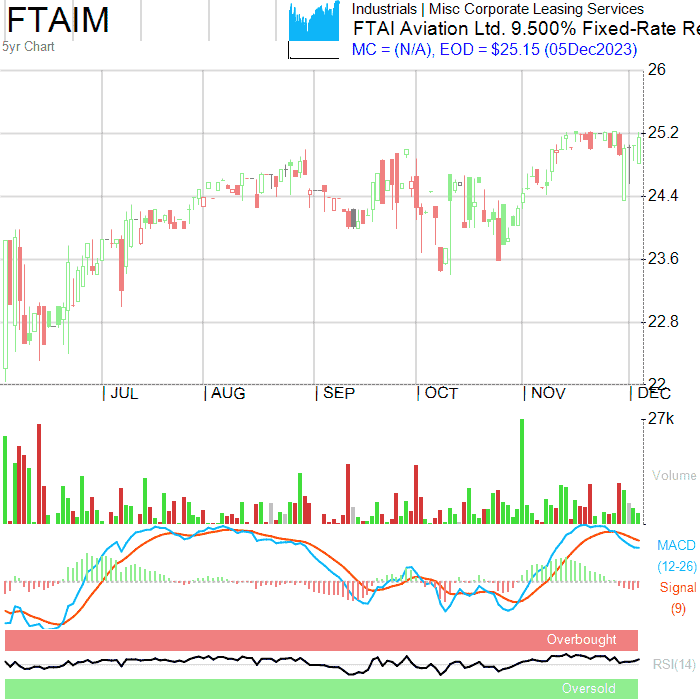 FTAIM
5yr Chart
Industrials | Misc Corporate Leasing Services
FTAI Aviation Ltd. 9.500% Fixed-Rate Re
MC = (N/A), EOD = $25.15 (05Dec2023)
26
25.2
24.4
23.6
22.8
22
| JUL | AUG | SEP | OCT | NOV | DEC
27k
Volume
MACD
(12-26)
Signal
(9)
Overbought
RSI(14)
Oversold